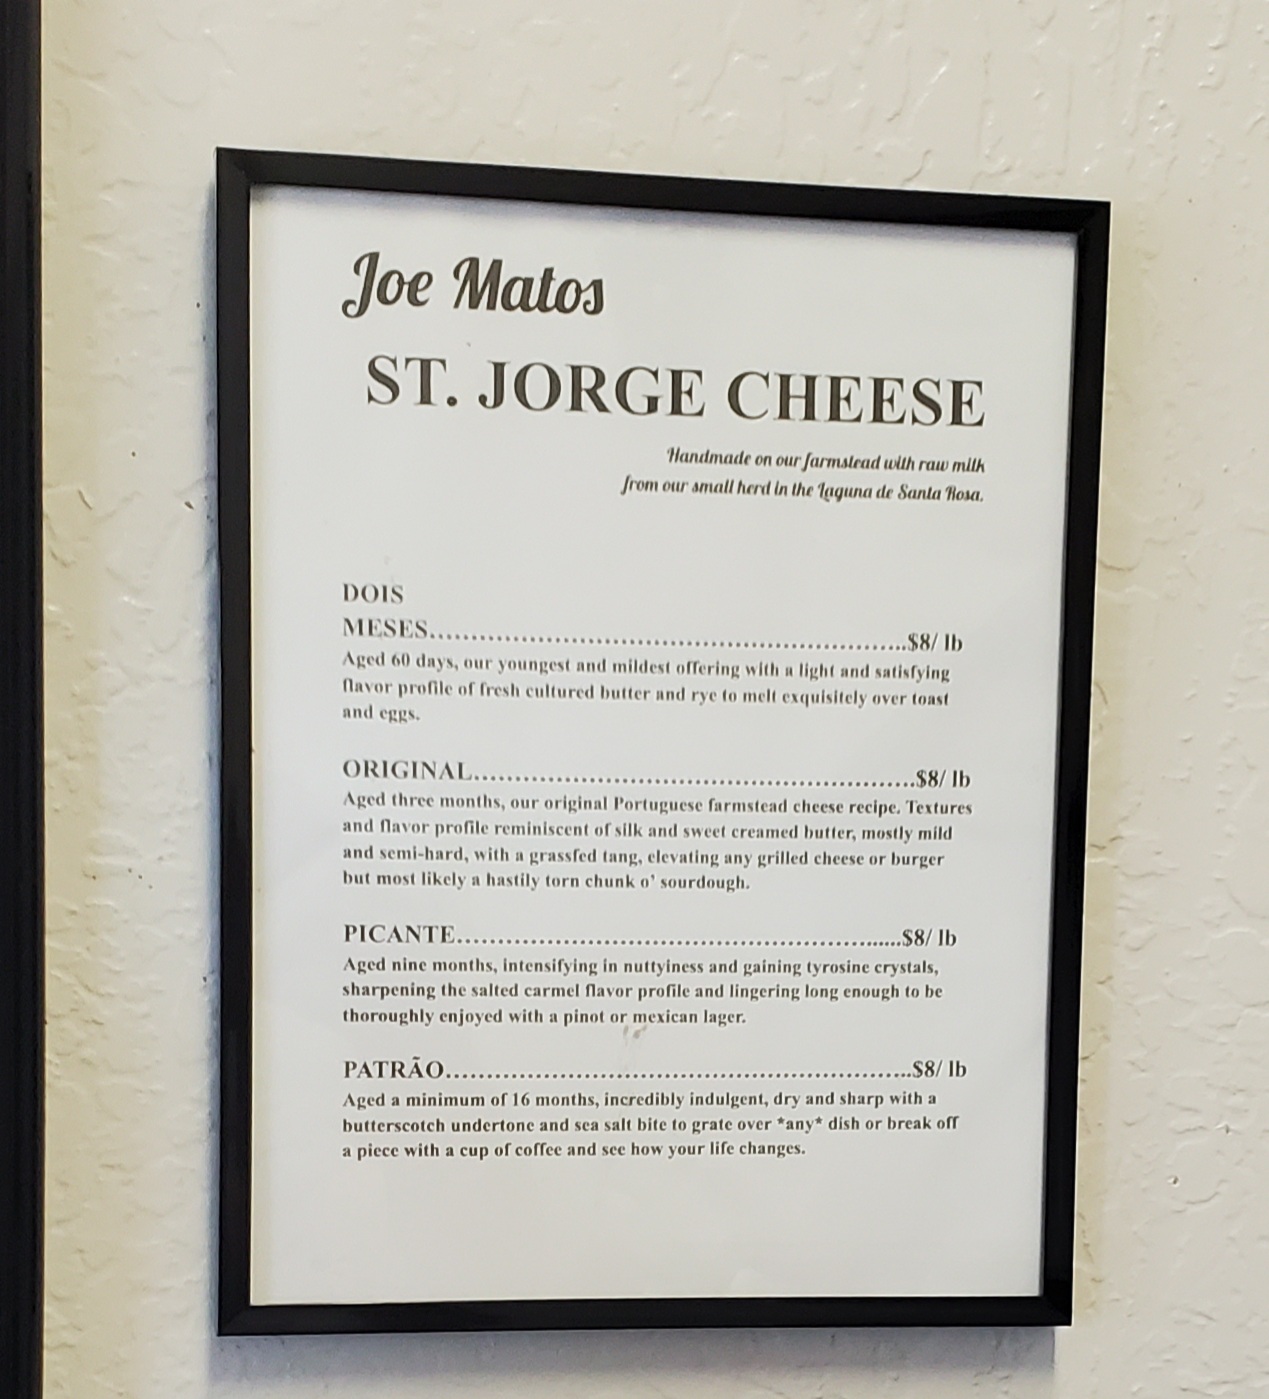 Joe Matos
ST. JORGE CHEESE
Handmade on our farmstead with raw milk
from our small herd in the Laguna de Santa Rosa.
DOIS
MESES..........................................................$8/ lb
Aged 60 days, our youngest and mildest offering with a light and satisfying
flavor profile of fresh cultured butter and rye to melt exquisitely over toast
and eggs.
ORIGINAL......................................................$8/ lb
Aged three months, our original Portuguese farmstead cheese recipe. Textures
and flavor profile reminiscent of silk and sweet creamed butter, mostly mild
and semi-hard, with a grassfed tang, elevating any grilled cheese or burger
but most likely a hastily torn chunk o' sourdough.
PICANTE.......................................................$8/ lb
Aged nine months, intensifying in nuttyiness and gaining tyrosine crystals,
sharpening the salted carmel flavor profile and lingering long enough to be
thoroughly enjoyed with a pinot or mexican lager.
PATRÃO.........................................................$8/ lb
Aged a minimum of 16 months, incredibly indulgent, dry and sharp with a
butterscotch undertone and sea salt bite to grate over *any* dish or break off
a piece with a cup of coffee and see how your life changes.